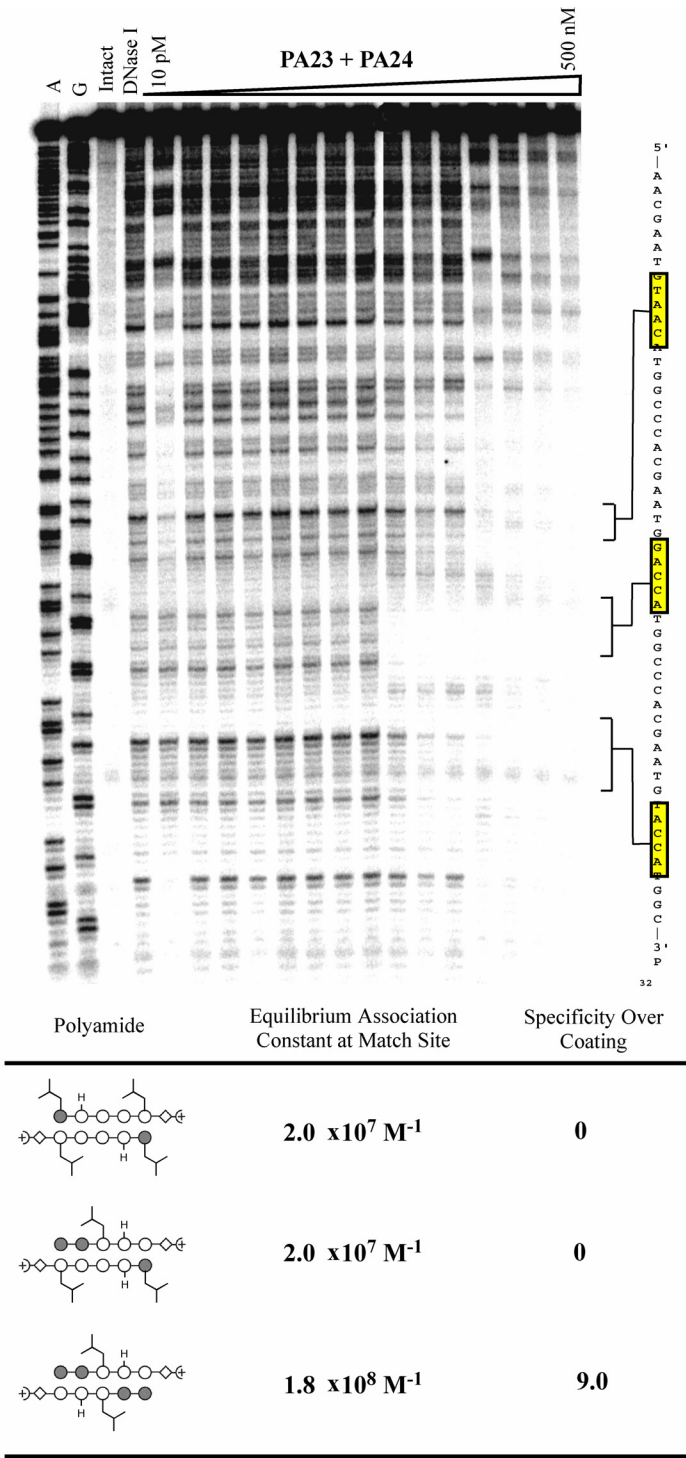 A
G
Intact
DNase I
10 pM
PA23 + PA24
500 nM
5'
|
A
A
C
G
A
A
T
G
T
A
A
C
A
T
G
G
C
C
C
A
C
G
A
A
T
G
G
A
C
C
A
T
G
G
C
C
C
A
C
G
A
A
T
G
T
A
C
C
A
T
G
G
C
|
3'
P
32
Polyamide
Equilibrium Association
Constant at Match Site
Specificity Over
Coating
H
+
+
H
2.0 x10⁷ M⁻¹
0
H
+
+
H
2.0 x10⁷ M⁻¹
0
H
+
+
H
1.8 x10⁸ M⁻¹
9.0